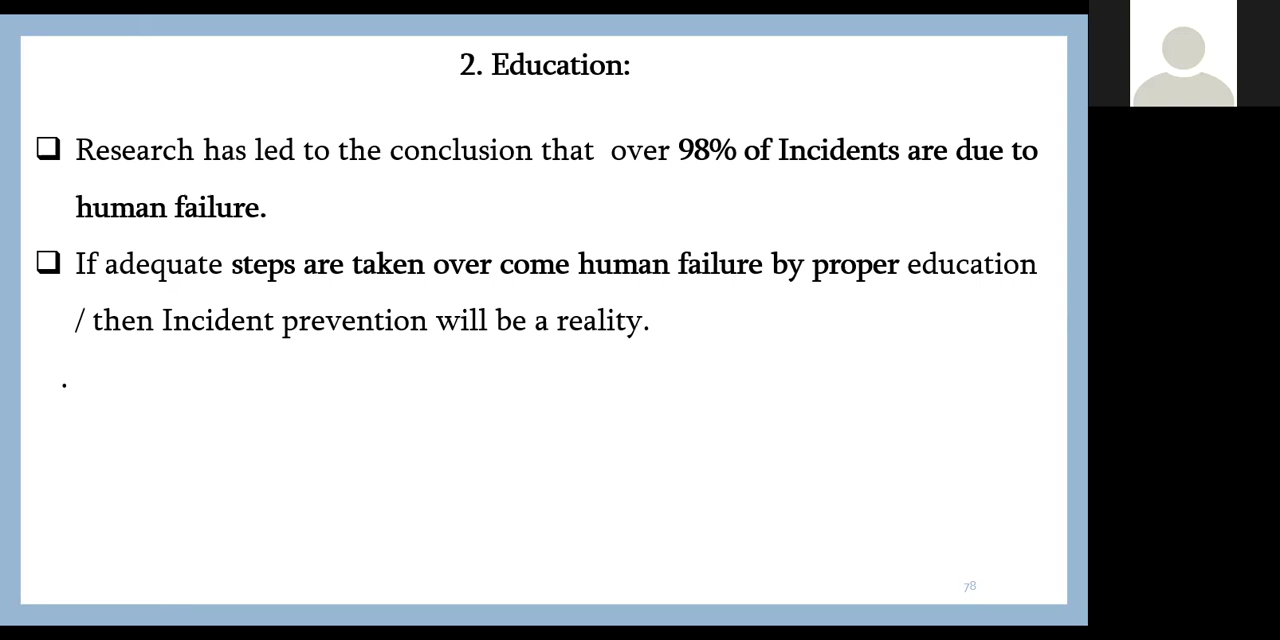 2. Education:
❑ Research has led to the conclusion that over 98% of Incidents are due to
human failure.
❑ If adequate steps are taken over come human failure by proper education
/ then Incident prevention will be a reality.
.
78